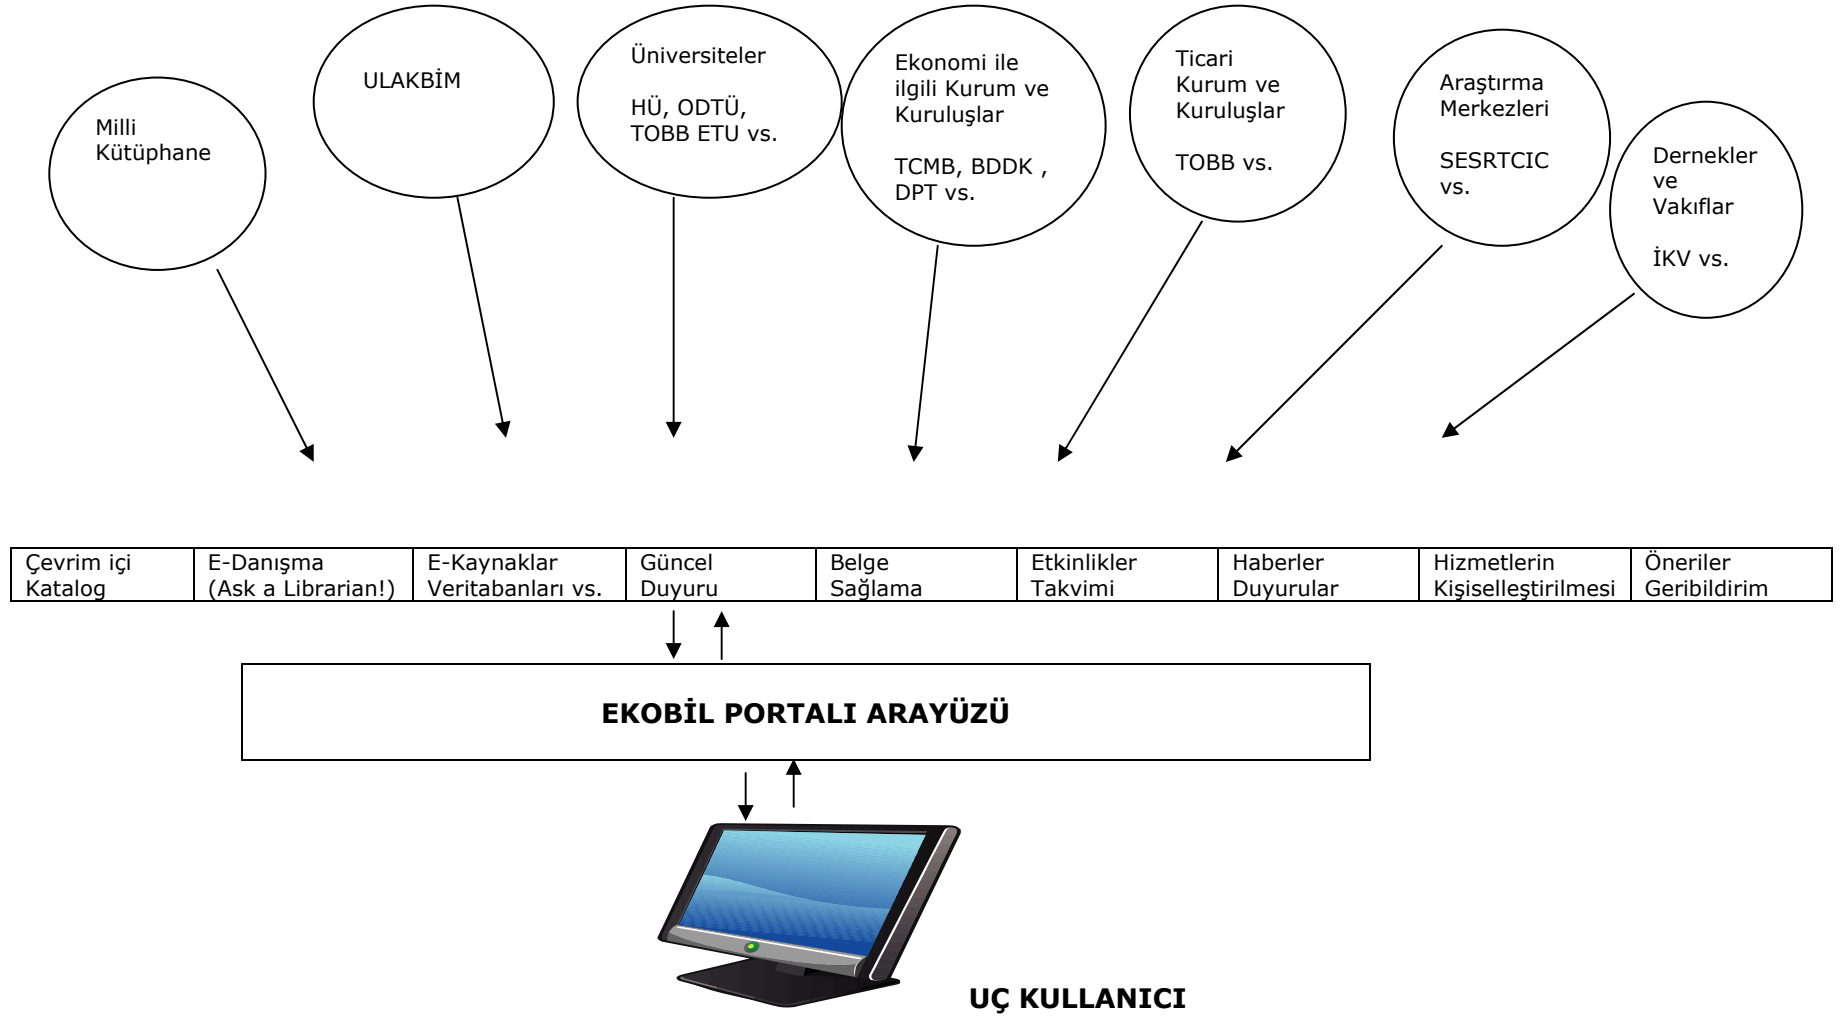 Milli
Kütüphane
ULAKBİM
Üniversiteler
HÜ, ODTÜ,
TOBB ETU vs.
Ekonomi ile
ilgili Kurum ve
Kuruluşlar
TCMB, BDDK ,
DPT vs.
Ticari
Kurum ve
Kuruluşlar
TOBB vs.
Araştırma
Merkezleri
SESRTCIC
vs.
Dernekler
ve
Vakıflar
İKV vs.
Çevrim içi
Katalog
E-Danışma
(Ask a Librarian!)
E-Kaynaklar
Veritabanları vs.
Güncel
Duyuru
Belge
Sağlama
Etkinlikler
Takvimi
Haberler
Duyurular
Hizmetlerin
Kişiselleştirilmesi
Öneriler
Geribildirim
EKOBİL PORTALI ARAYÜZÜ
UÇ KULLANICI